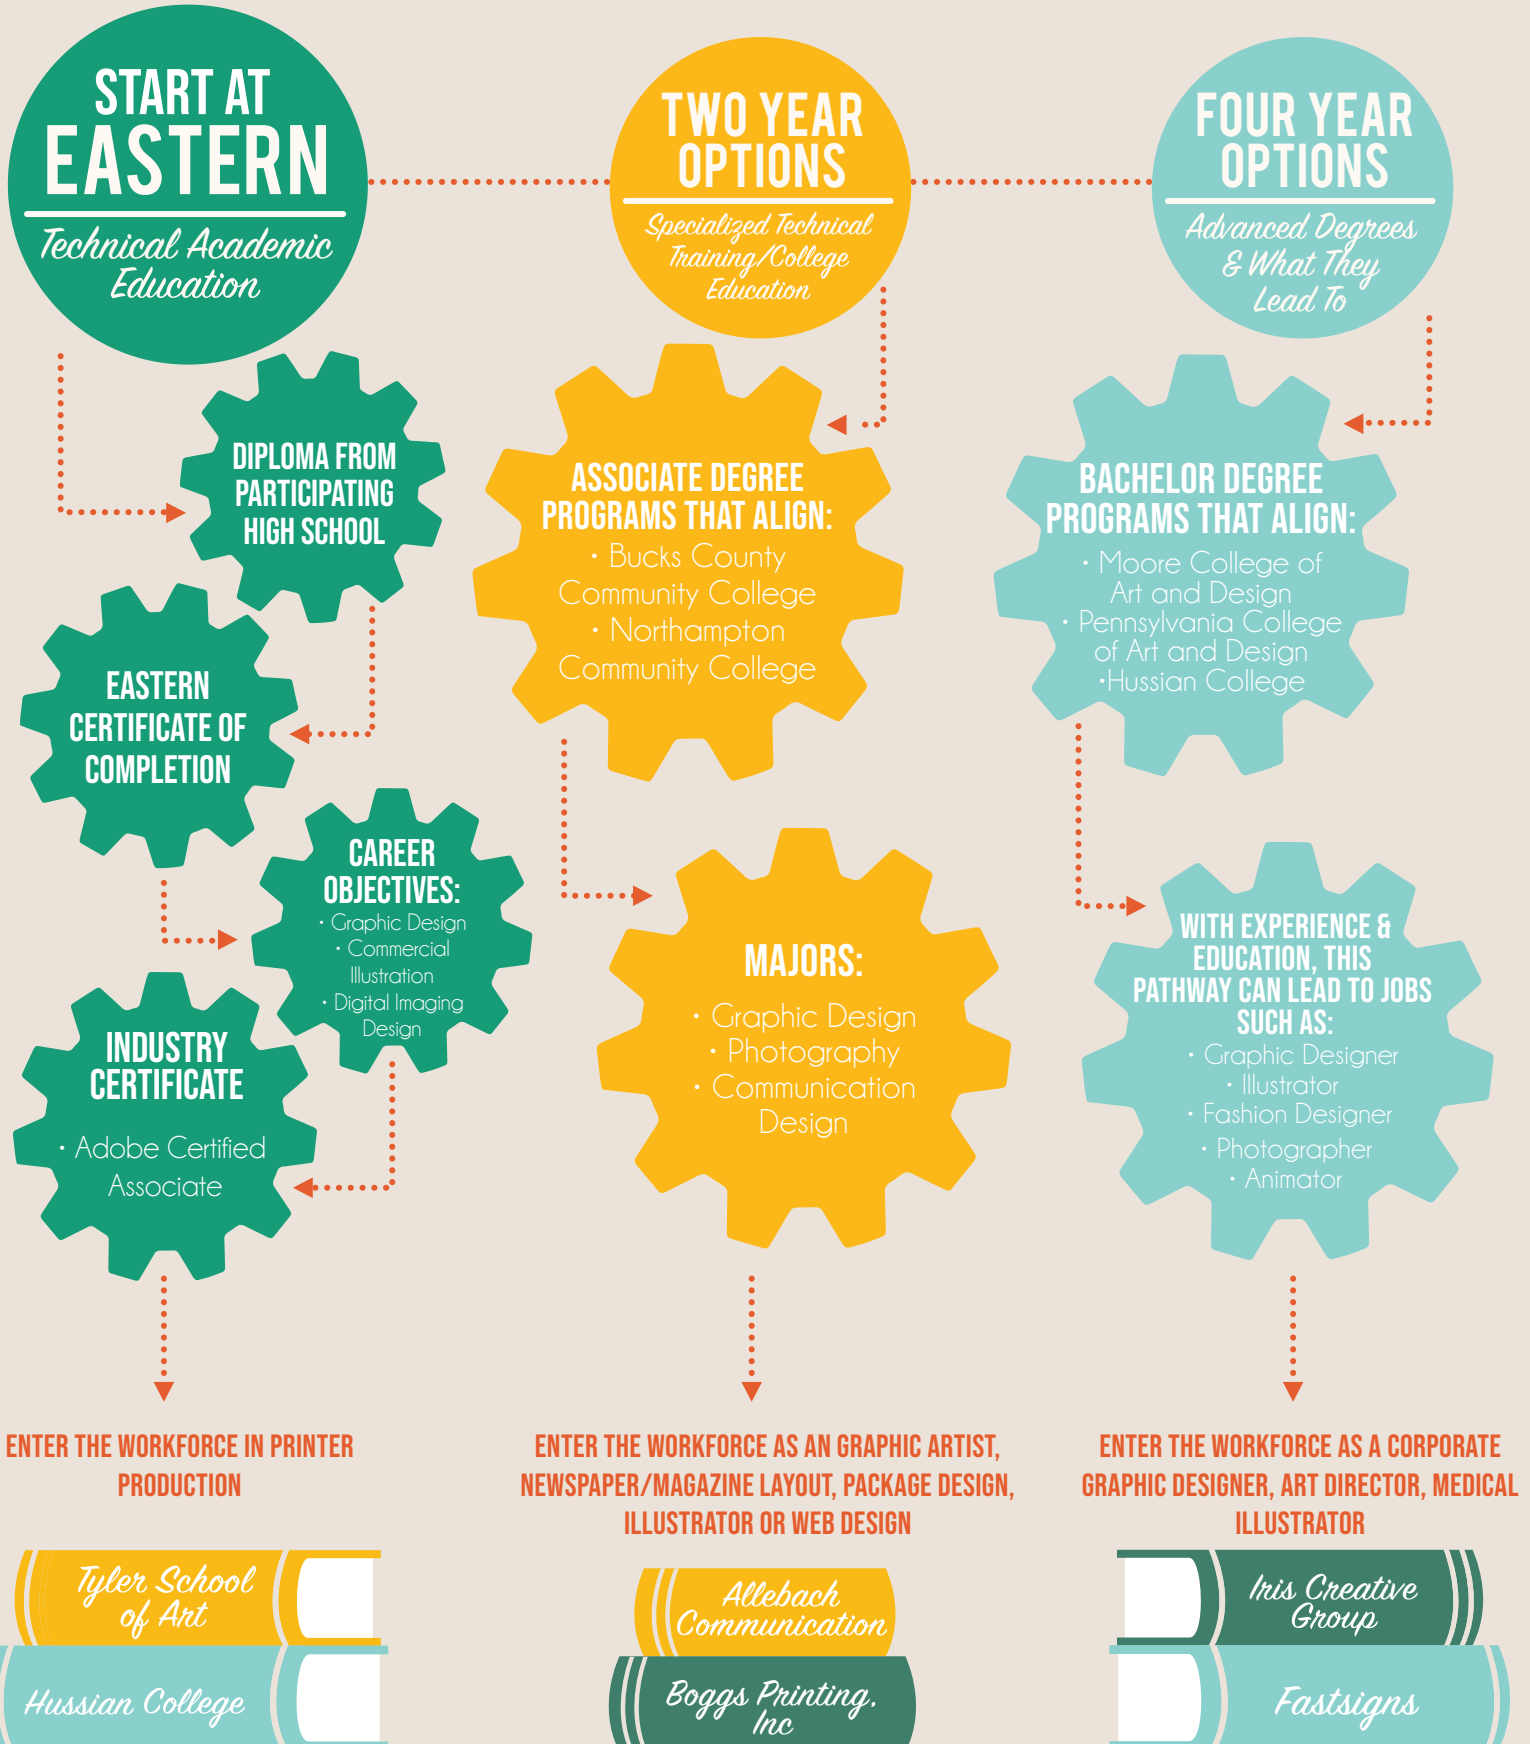 START AT
EASTERN
Technical Academic
Education
DIPLOMA FROM
PARTICIPATING
HIGH SCHOOL
EASTERN
CERTIFICATE OF
COMPLETION
CAREER
OBJECTIVES:
• Graphic Design
• Commercial
Illustration
• Digital Imaging
Design
INDUSTRY
CERTIFICATE
• Adobe Certified
Associate
ENTER THE WORKFORCE IN PRINTER
PRODUCTION
Tyler School
of Art
Hussian College
TWO YEAR
OPTIONS
Specialized Technical
Training/College
Education
ASSOCIATE DEGREE
PROGRAMS THAT ALIGN:
• Bucks County
Community College
• Northampton
Community College
MAJORS:
• Graphic Design
• Photography
• Communication
Design
ENTER THE WORKFORCE AS AN GRAPHIC ARTIST,
NEWSPAPER/MAGAZINE LAYOUT, PACKAGE DESIGN,
ILLUSTRATOR OR WEB DESIGN
Allebach
Communication
Boggs Printing,
Inc
FOUR YEAR
OPTIONS
Advanced Degrees
& What They
Lead To
BACHELOR DEGREE
PROGRAMS THAT ALIGN:
• Moore College of
Art and Design
• Pennsylvania College
of Art and Design
•Hussian College
WITH EXPERIENCE &
EDUCATION, THIS
PATHWAY CAN LEAD TO JOBS
SUCH AS:
• Graphic Designer
• Illustrator
• Fashion Designer
• Photographer
• Animator
ENTER THE WORKFORCE AS A CORPORATE
GRAPHIC DESIGNER, ART DIRECTOR, MEDICAL
ILLUSTRATOR
Iris Creative
Group
Fastsigns